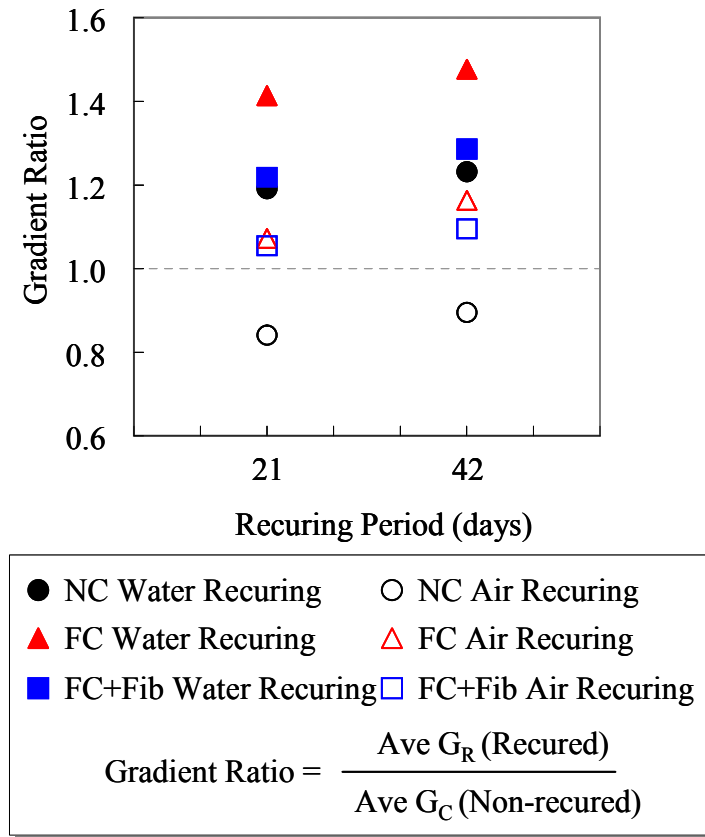 1.6
1.4
1.2
1.0
0.8
0.6
Gradient Ratio
21 42
Recuring Period (days)
NC Water Recuring NC Air Recuring
FC Water Recuring FC Air Recuring
FC+Fib Water Recuring FC+Fib Air Recuring
Ave G_R (Recured)
Gradient Ratio =
Ave G_C (Non-recured)